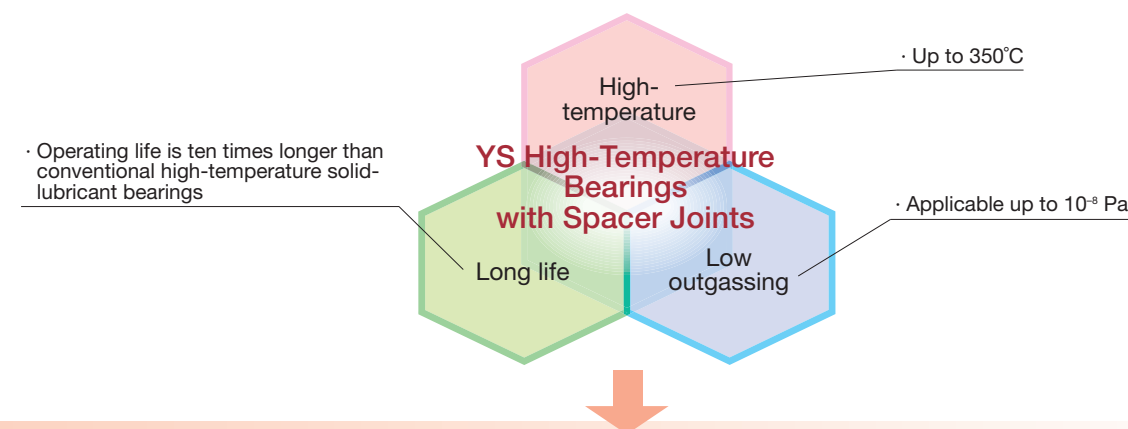 · Up to 350°C
High-
temperature
· Operating life is ten times longer than
conventional high-temperature solid-
lubricant bearings
YS High-Temperature
Bearings
with Spacer Joints
· Applicable up to 10⁻⁸ Pa
Long life
Low
outgassing